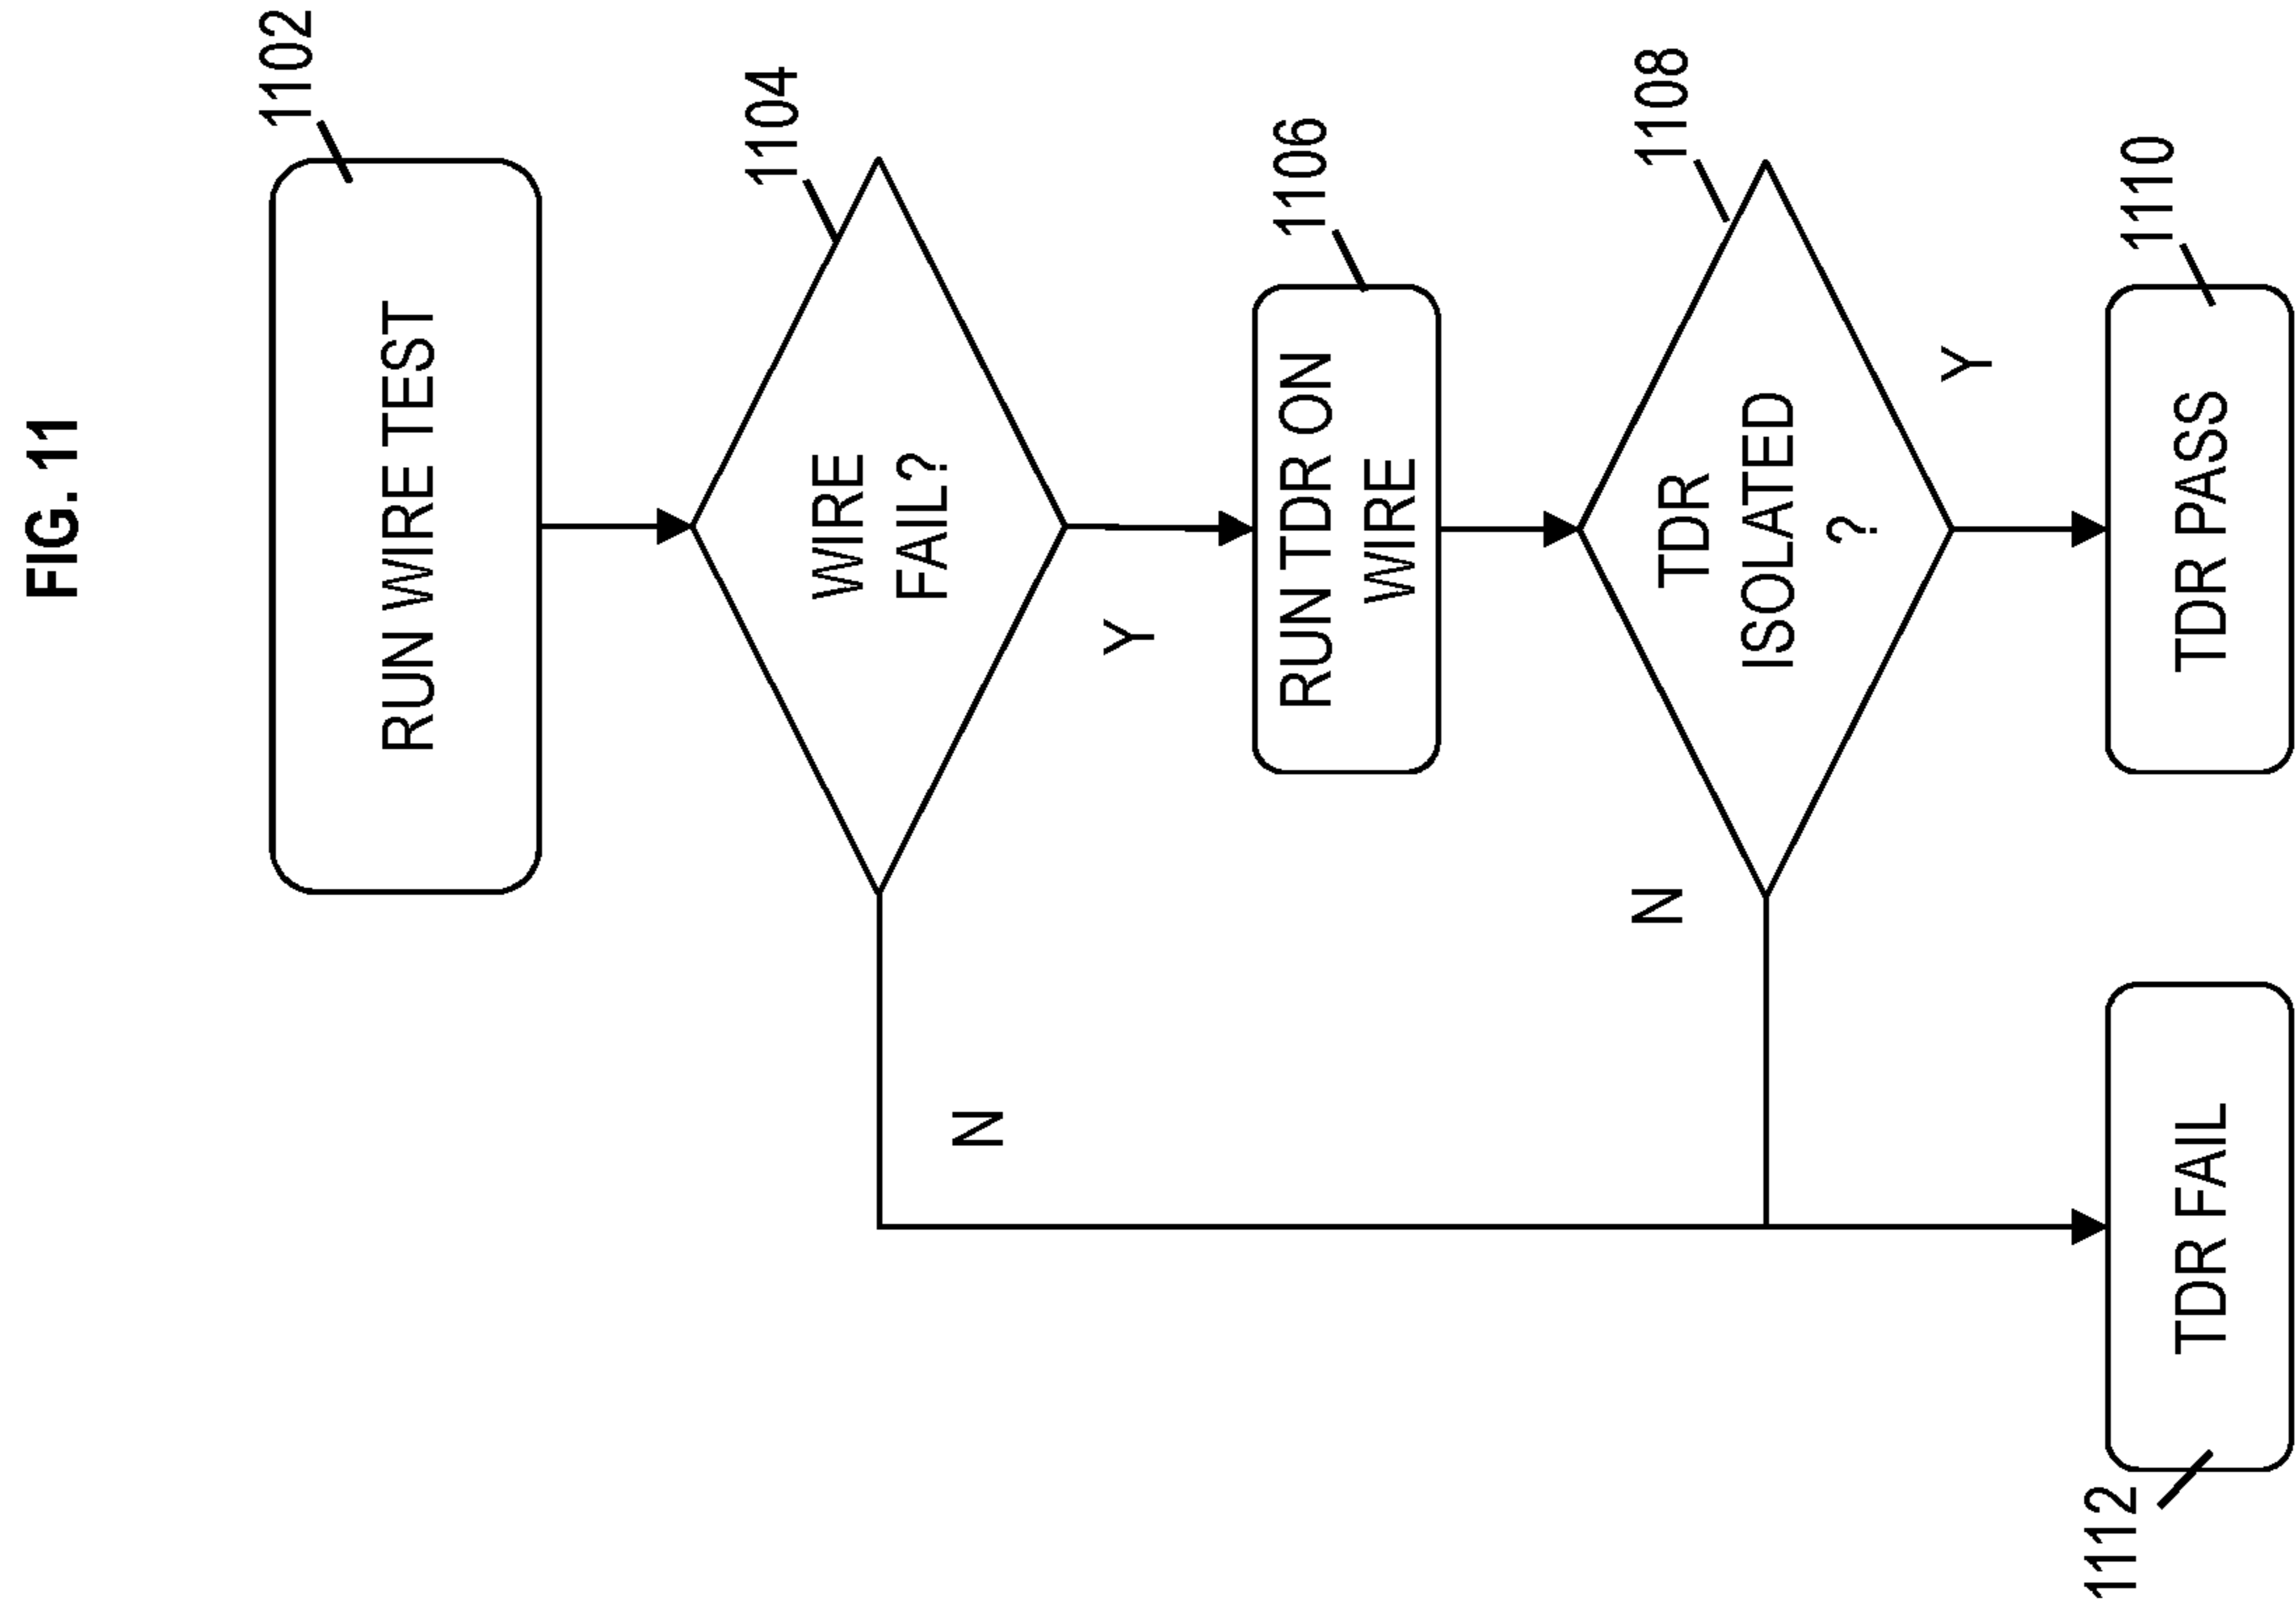 FIG. 11
1102
RUN WIRE TEST
1104
WIRE
FAIL?
N
Y
1106
RUN TDR ON
WIRE
1108
TDR
ISOLATED
?
N
Y
1110
TDR PASS
1112
TDR FAIL